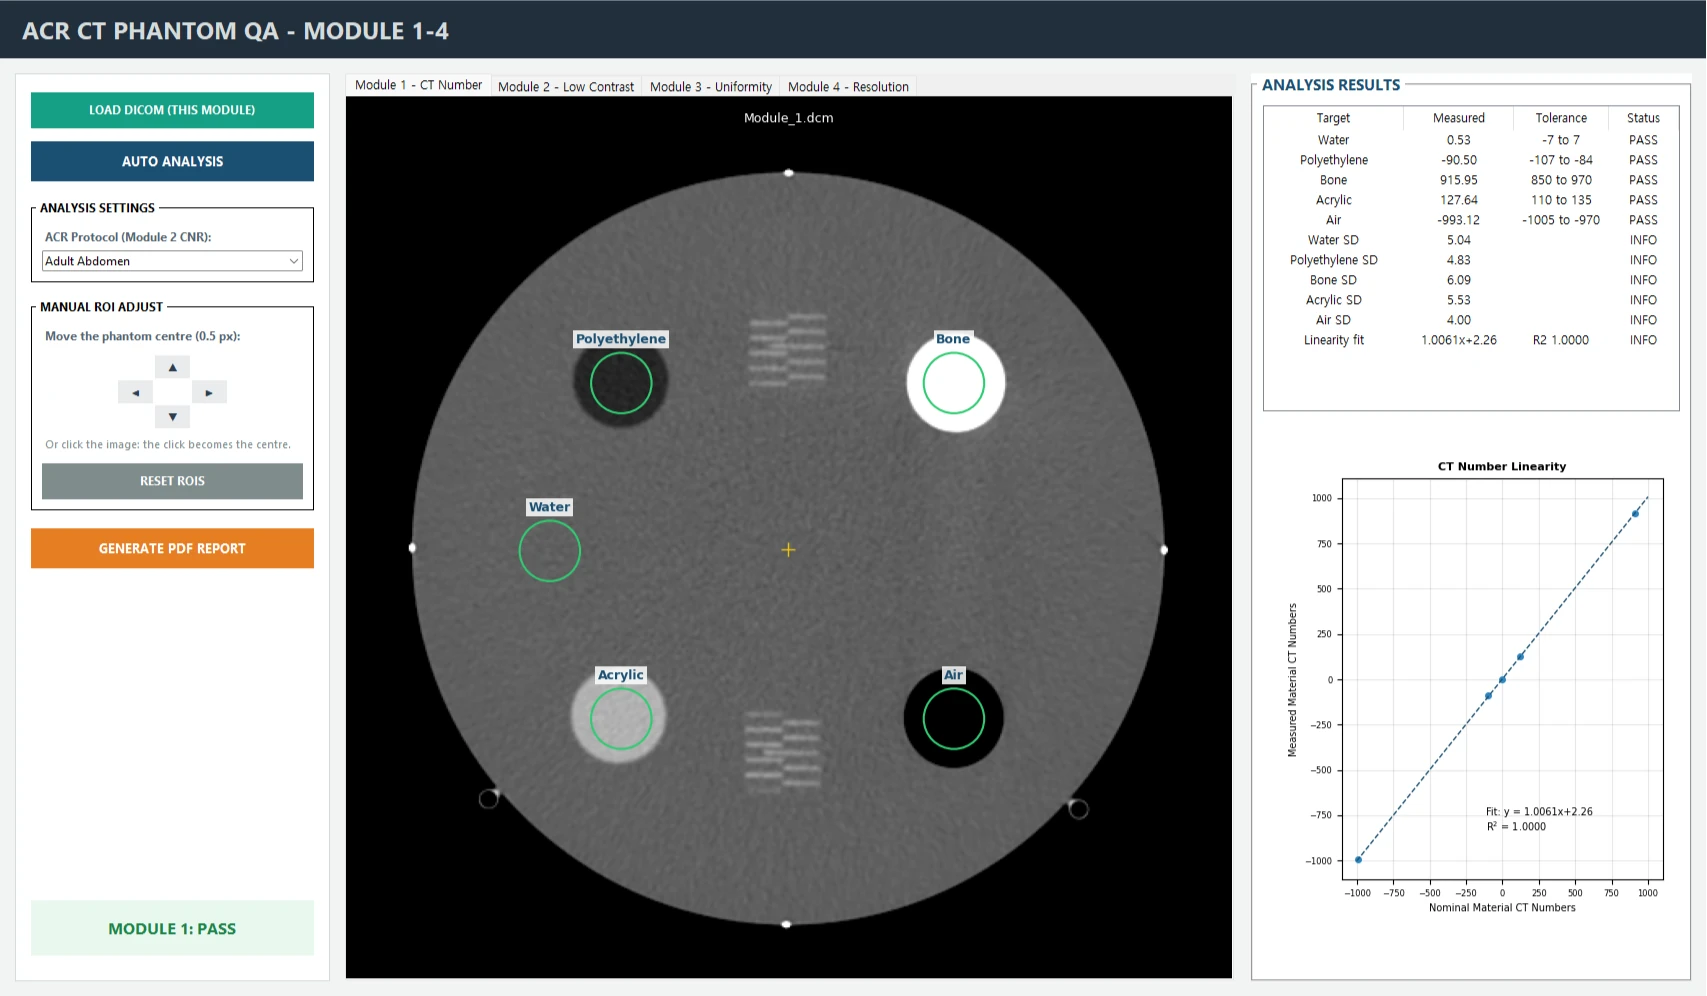 ACR CT PHANTOM QA - MODULE 1-4
LOAD DICOM (THIS MODULE)
AUTO ANALYSIS
ANALYSIS SETTINGS
ACR Protocol (Module 2 CNR):
Adult Abdomen
MANUAL ROI ADJUST
Move the phantom centre (0.5 px):
▲
◄ ►
▼
Or click the image: the click becomes the centre.
RESET ROIS
GENERATE PDF REPORT
MODULE 1: PASS
Module 1 - CT Number Module 2 - Low Contrast Module 3 - Uniformity Module 4 - Resolution
Module_1.dcm
Polyethylene Bone
Water
Acrylic Air
ANALYSIS RESULTS
Target Measured Tolerance Status
Water 0.53 -7 to 7 PASS
Polyethylene -90.50 -107 to -84 PASS
Bone 915.95 850 to 970 PASS
Acrylic 127.64 110 to 135 PASS
Air -993.12 -1005 to -970 PASS
Water SD 5.04 INFO
Polyethylene SD 4.83 INFO
Bone SD 6.09 INFO
Acrylic SD 5.53 INFO
Air SD 4.00 INFO
Linearity fit 1.0061x+2.26 R2 1.0000 INFO
CT Number Linearity
Measured Material CT Numbers
1000
750
500
250
0
−250
−500
−750
−1000
Fit: y = 1.0061x+2.26
R² = 1.0000
−1000 −750 −500 −250 0 250 500 750 1000
Nominal Material CT Numbers